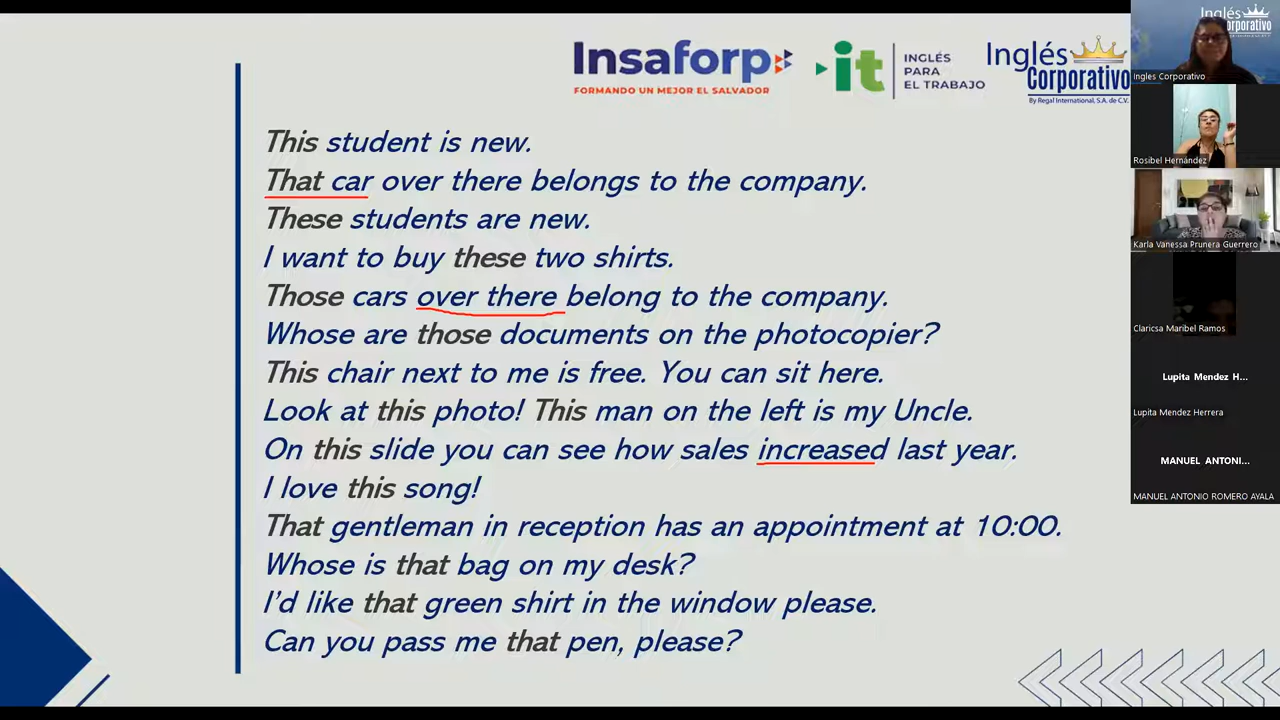 Insaforp
FORMANDO UN MEJOR EL SALVADOR
it
INGLÉS
PARA
EL TRABAJO
Inglés
Corporativo
By Regal International, S.A. de C.V.
This student is new.
That car over there belongs to the company.
These students are new.
I want to buy these two shirts.
Those cars over there belong to the company.
Whose are those documents on the photocopier?
This chair next to me is free. You can sit here.
Look at this photo! This man on the left is my Uncle.
On this slide you can see how sales increased last year.
I love this song!
That gentleman in reception has an appointment at 10:00.
Whose is that bag on my desk?
I'd like that green shirt in the window please.
Can you pass me that pen, please?
Inglés
Corporativo
Ingles Corporativo
Rosibel Hernández
Karla Vanessa Prunera Guerrero
Claricsa Maribel Ramos
Lupita Mendez H...
Lupita Mendez Herrera
MANUEL ANTONI...
MANUEL ANTONIO ROMERO AYALA